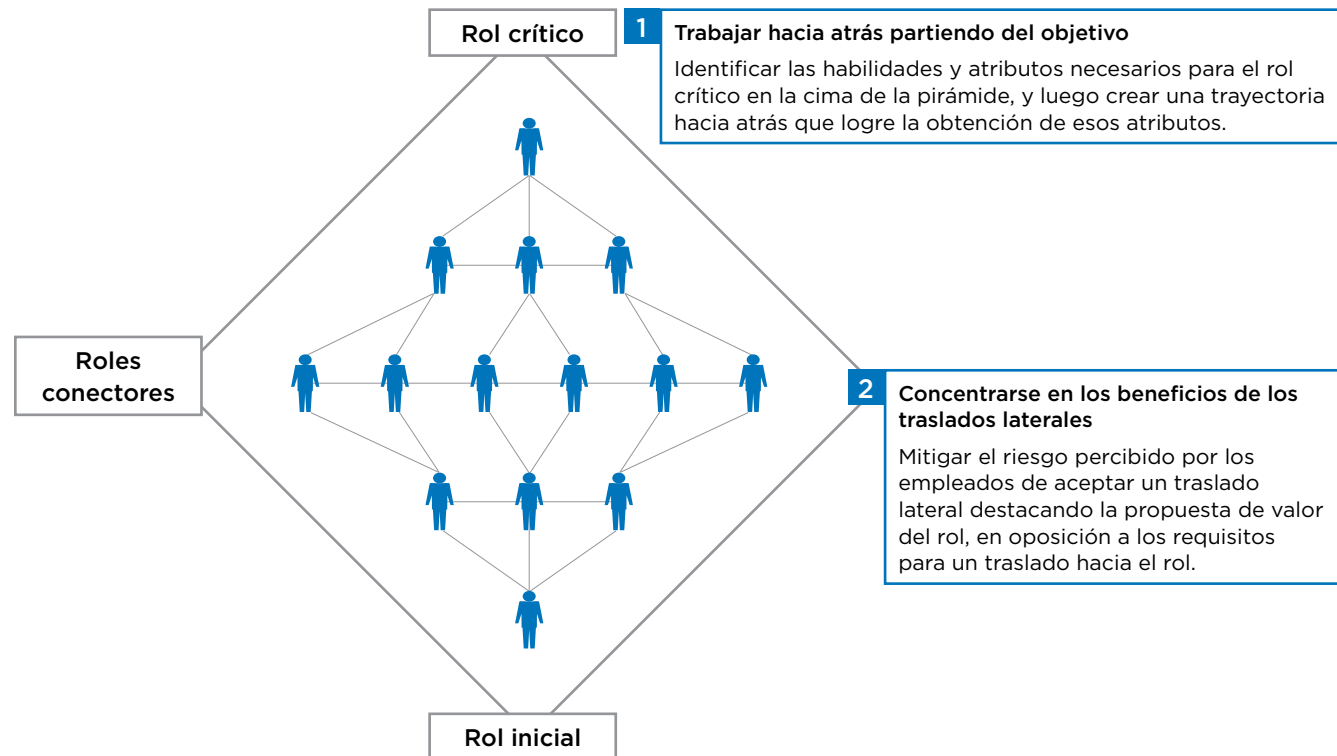 Rol crítico
1
Trabajar hacia atrás partiendo del objetivo
Identificar las habilidades y atributos necesarios para el rol
crítico en la cima de la pirámide, y luego crear una trayectoria
hacia atrás que logre la obtención de esos atributos.
Roles
conectores
2
Concentrarse en los beneficios de los
traslados laterales
Mitigar el riesgo percibido por los
empleados de aceptar un traslado
lateral destacando la propuesta de valor
del rol, en oposición a los requisitos
para un traslado hacia el rol.
Rol inicial